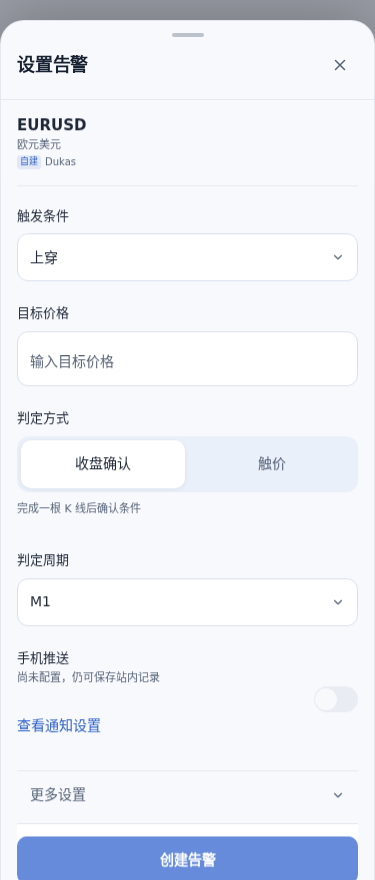 设置告警
EURUSD
欧元美元
自建 Dukas
触发条件
上穿
目标价格
输入目标价格
判定方式
收盘确认 触价
完成一根 K 线后确认条件
判定周期
M1
手机推送
尚未配置，仍可保存站内记录
查看通知设置
更多设置
创建告警